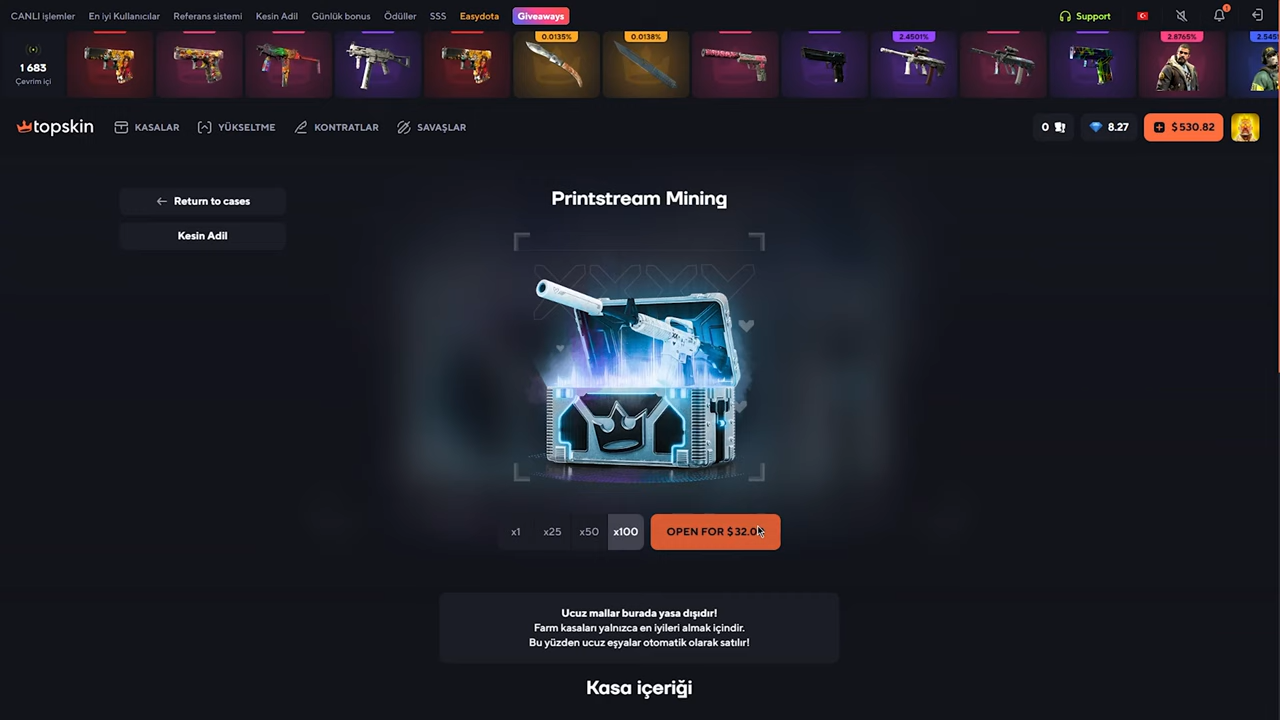 CANLI işlemler
En iyi Kullanıcılar
Referans sistemi
Kesin Adil
Günlük bonus
Ödüller
SSS
Easydota
Giveaways
Support
1
1 683
Çevrim içi
0.0135%
0.0138%
2.4501%
2.8765%
topskin
KASALAR
YÜKSELTME
KONTRATLAR
SAVAŞLAR
0
8.27
$ 530.82
← Return to cases
Kesin Adil
Printstream Mining
x1
x25
x50
x100
OPEN FOR $ 32.0
Ucuz mallar burada yasa dışıdır!
Farm kasaları yalnızca en iyileri almak içindir.
Bu yüzden ucuz eşyalar otomatik olarak satılır!
Kasa içeriği